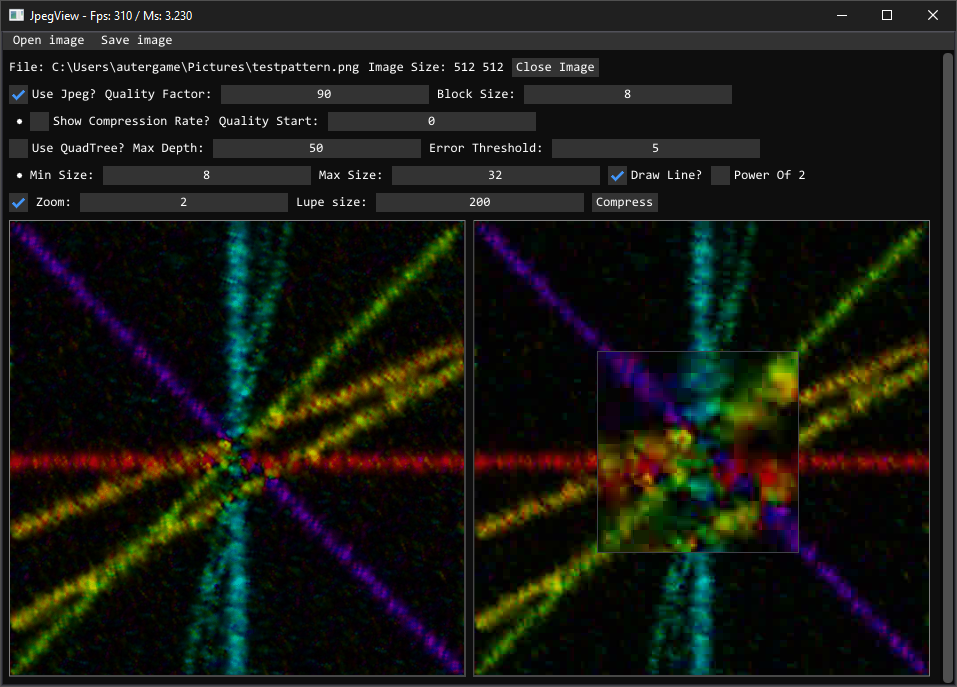 JpegView - Fps: 310 / Ms: 3.230
Open image Save image
File: C:\Users\autergame\Pictures\testpattern.png Image Size: 512 512 Close Image
Use Jpeg? Quality Factor: 90 Block Size: 8
Show Compression Rate? Quality Start: 0
Use QuadTree? Max Depth: 50 Error Threshold: 5
Min Size: 8 Max Size: 32 Draw Line? Power Of 2
Zoom: 2 Lupe size: 200 Compress